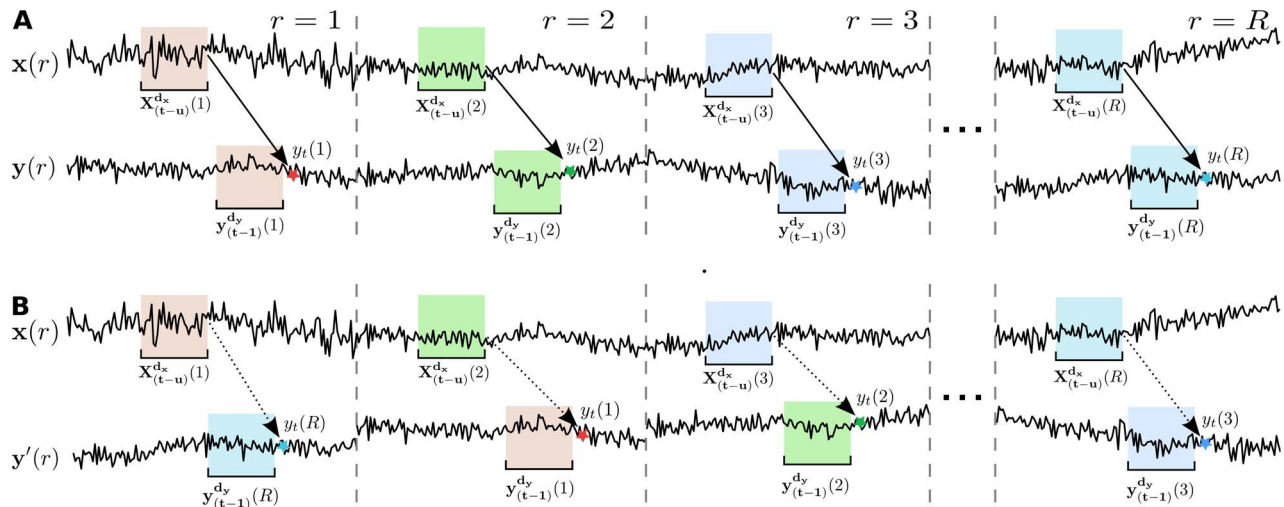 A r = 1 r = 2 r = 3 r = R
x(r)
X^{d_x}_{(t-u)}(1) X^{d_x}_{(t-u)}(2) X^{d_x}_{(t-u)}(3) X^{d_x}_{(t-u)}(R)
...
y_t(1) y_t(2) y_t(3) y_t(R)
y(r)
y^{d_y}_{(t-1)}(1) y^{d_y}_{(t-1)}(2) y^{d_y}_{(t-1)}(3) y^{d_y}_{(t-1)}(R)
B
x(r)
X^{d_x}_{(t-u)}(1) X^{d_x}_{(t-u)}(2) X^{d_x}_{(t-u)}(3) X^{d_x}_{(t-u)}(R)
...
y_t(R) y_t(1) y_t(2) y_t(3)
y'(r)
y^{d_y}_{(t-1)}(R) y^{d_y}_{(t-1)}(1) y^{d_y}_{(t-1)}(2) y^{d_y}_{(t-1)}(3)